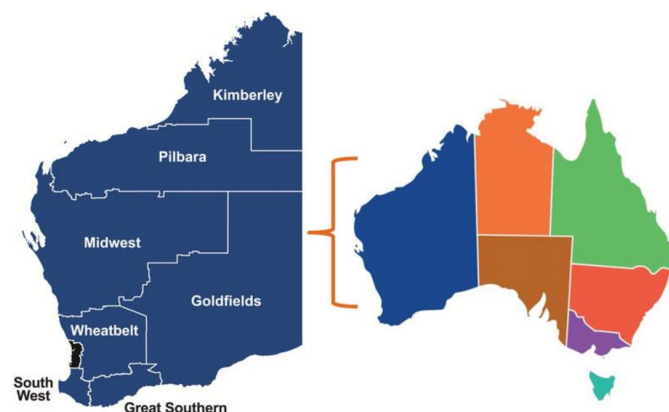 Kimberley
Pilbara
Midwest
Goldfields
Wheatbelt
South
West
Great Southern